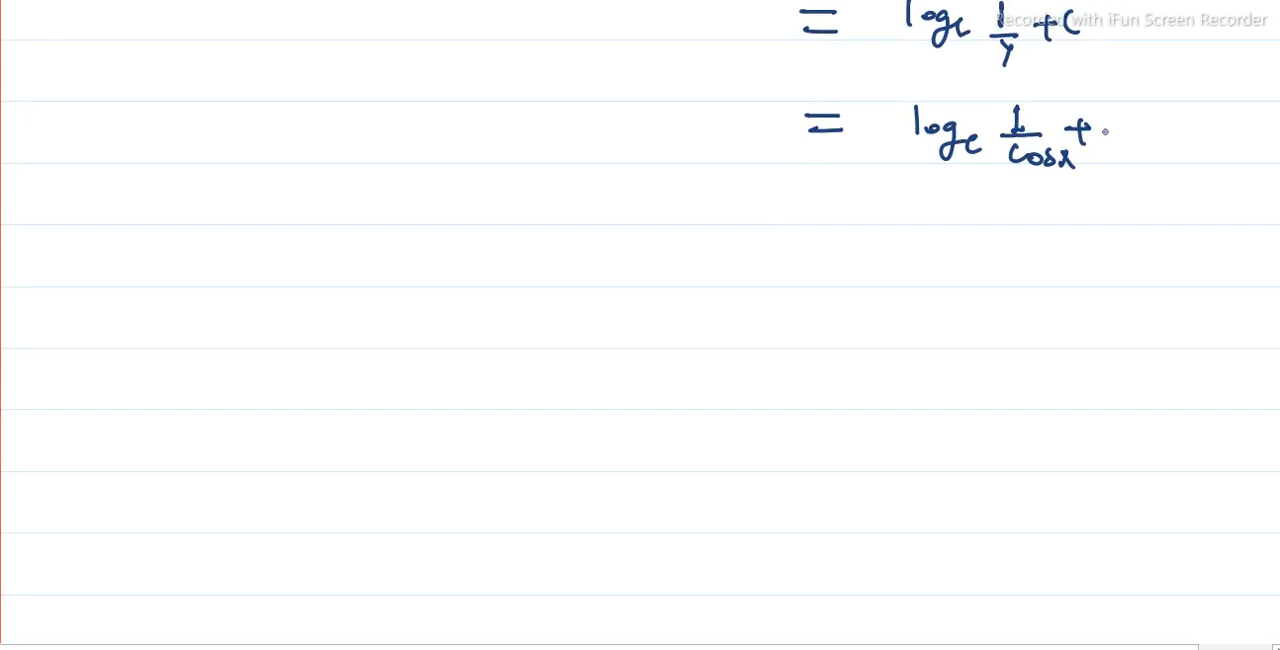 = logₑ 1/y + C
Recorded with iFun Screen Recorder
= logₑ 1/cosx +